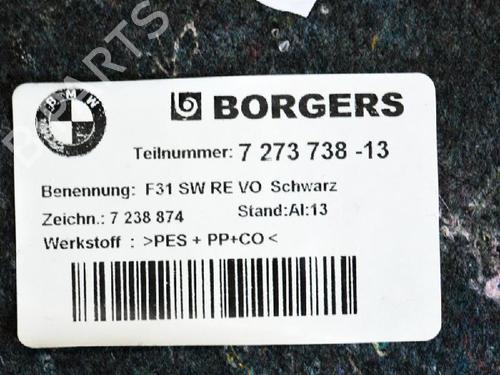 BMW
BORGERS
Teilnummer: 7 273 738 -13
Benennung: F31 SW RE VO Schwarz
Zeichn.: 7 238 874 Stand:AI:13
Werkstoff : >PES + PP+CO<